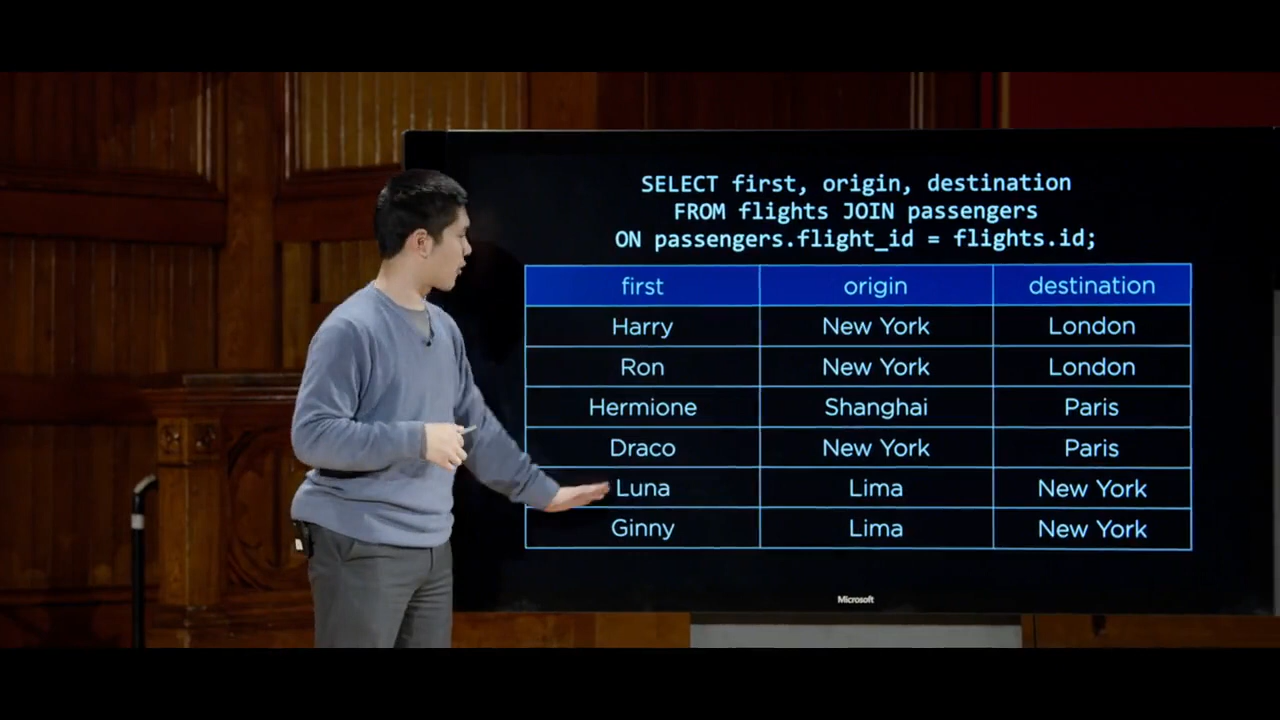 SELECT first, origin, destination
FROM flights JOIN passengers
ON passengers.flight_id = flights.id;
first origin destination
Harry New York London
Ron New York London
Hermione Shanghai Paris
Draco New York Paris
Luna Lima New York
Ginny Lima New York
Microsoft